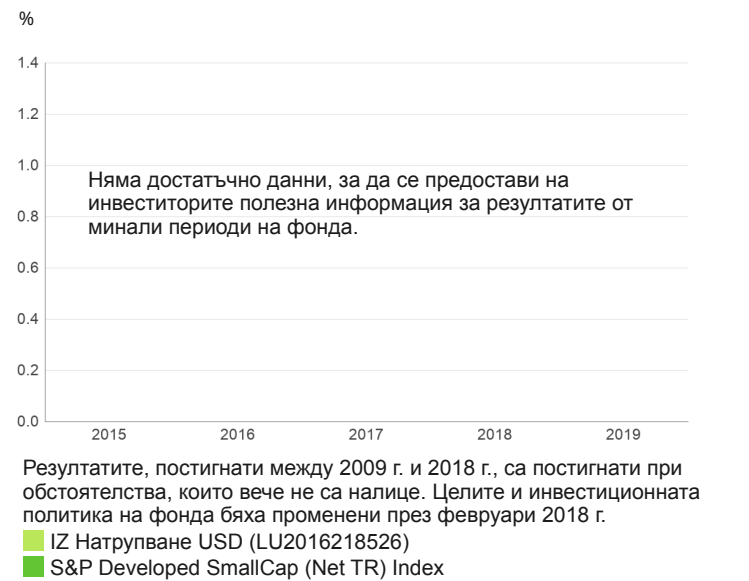 %
1.4
1.2
1.0
Няма достатъчно данни, за да се предостави на
инвеститорите полезна информация за резултатите от
0.8
минали периоди на фонда.
0.6
0.4
0.2
0.0
2015 2016 2017 2018 2019
Резултатите, постигнати между 2009 г. и 2018 г., са постигнати при
обстоятелства, които вече не са налице. Целите и инвестиционната
политика на фонда бяха променени през февруари 2018 г.
IZ Натрупване USD (LU2016218526)
S&P Developed SmallCap (Net TR) Index